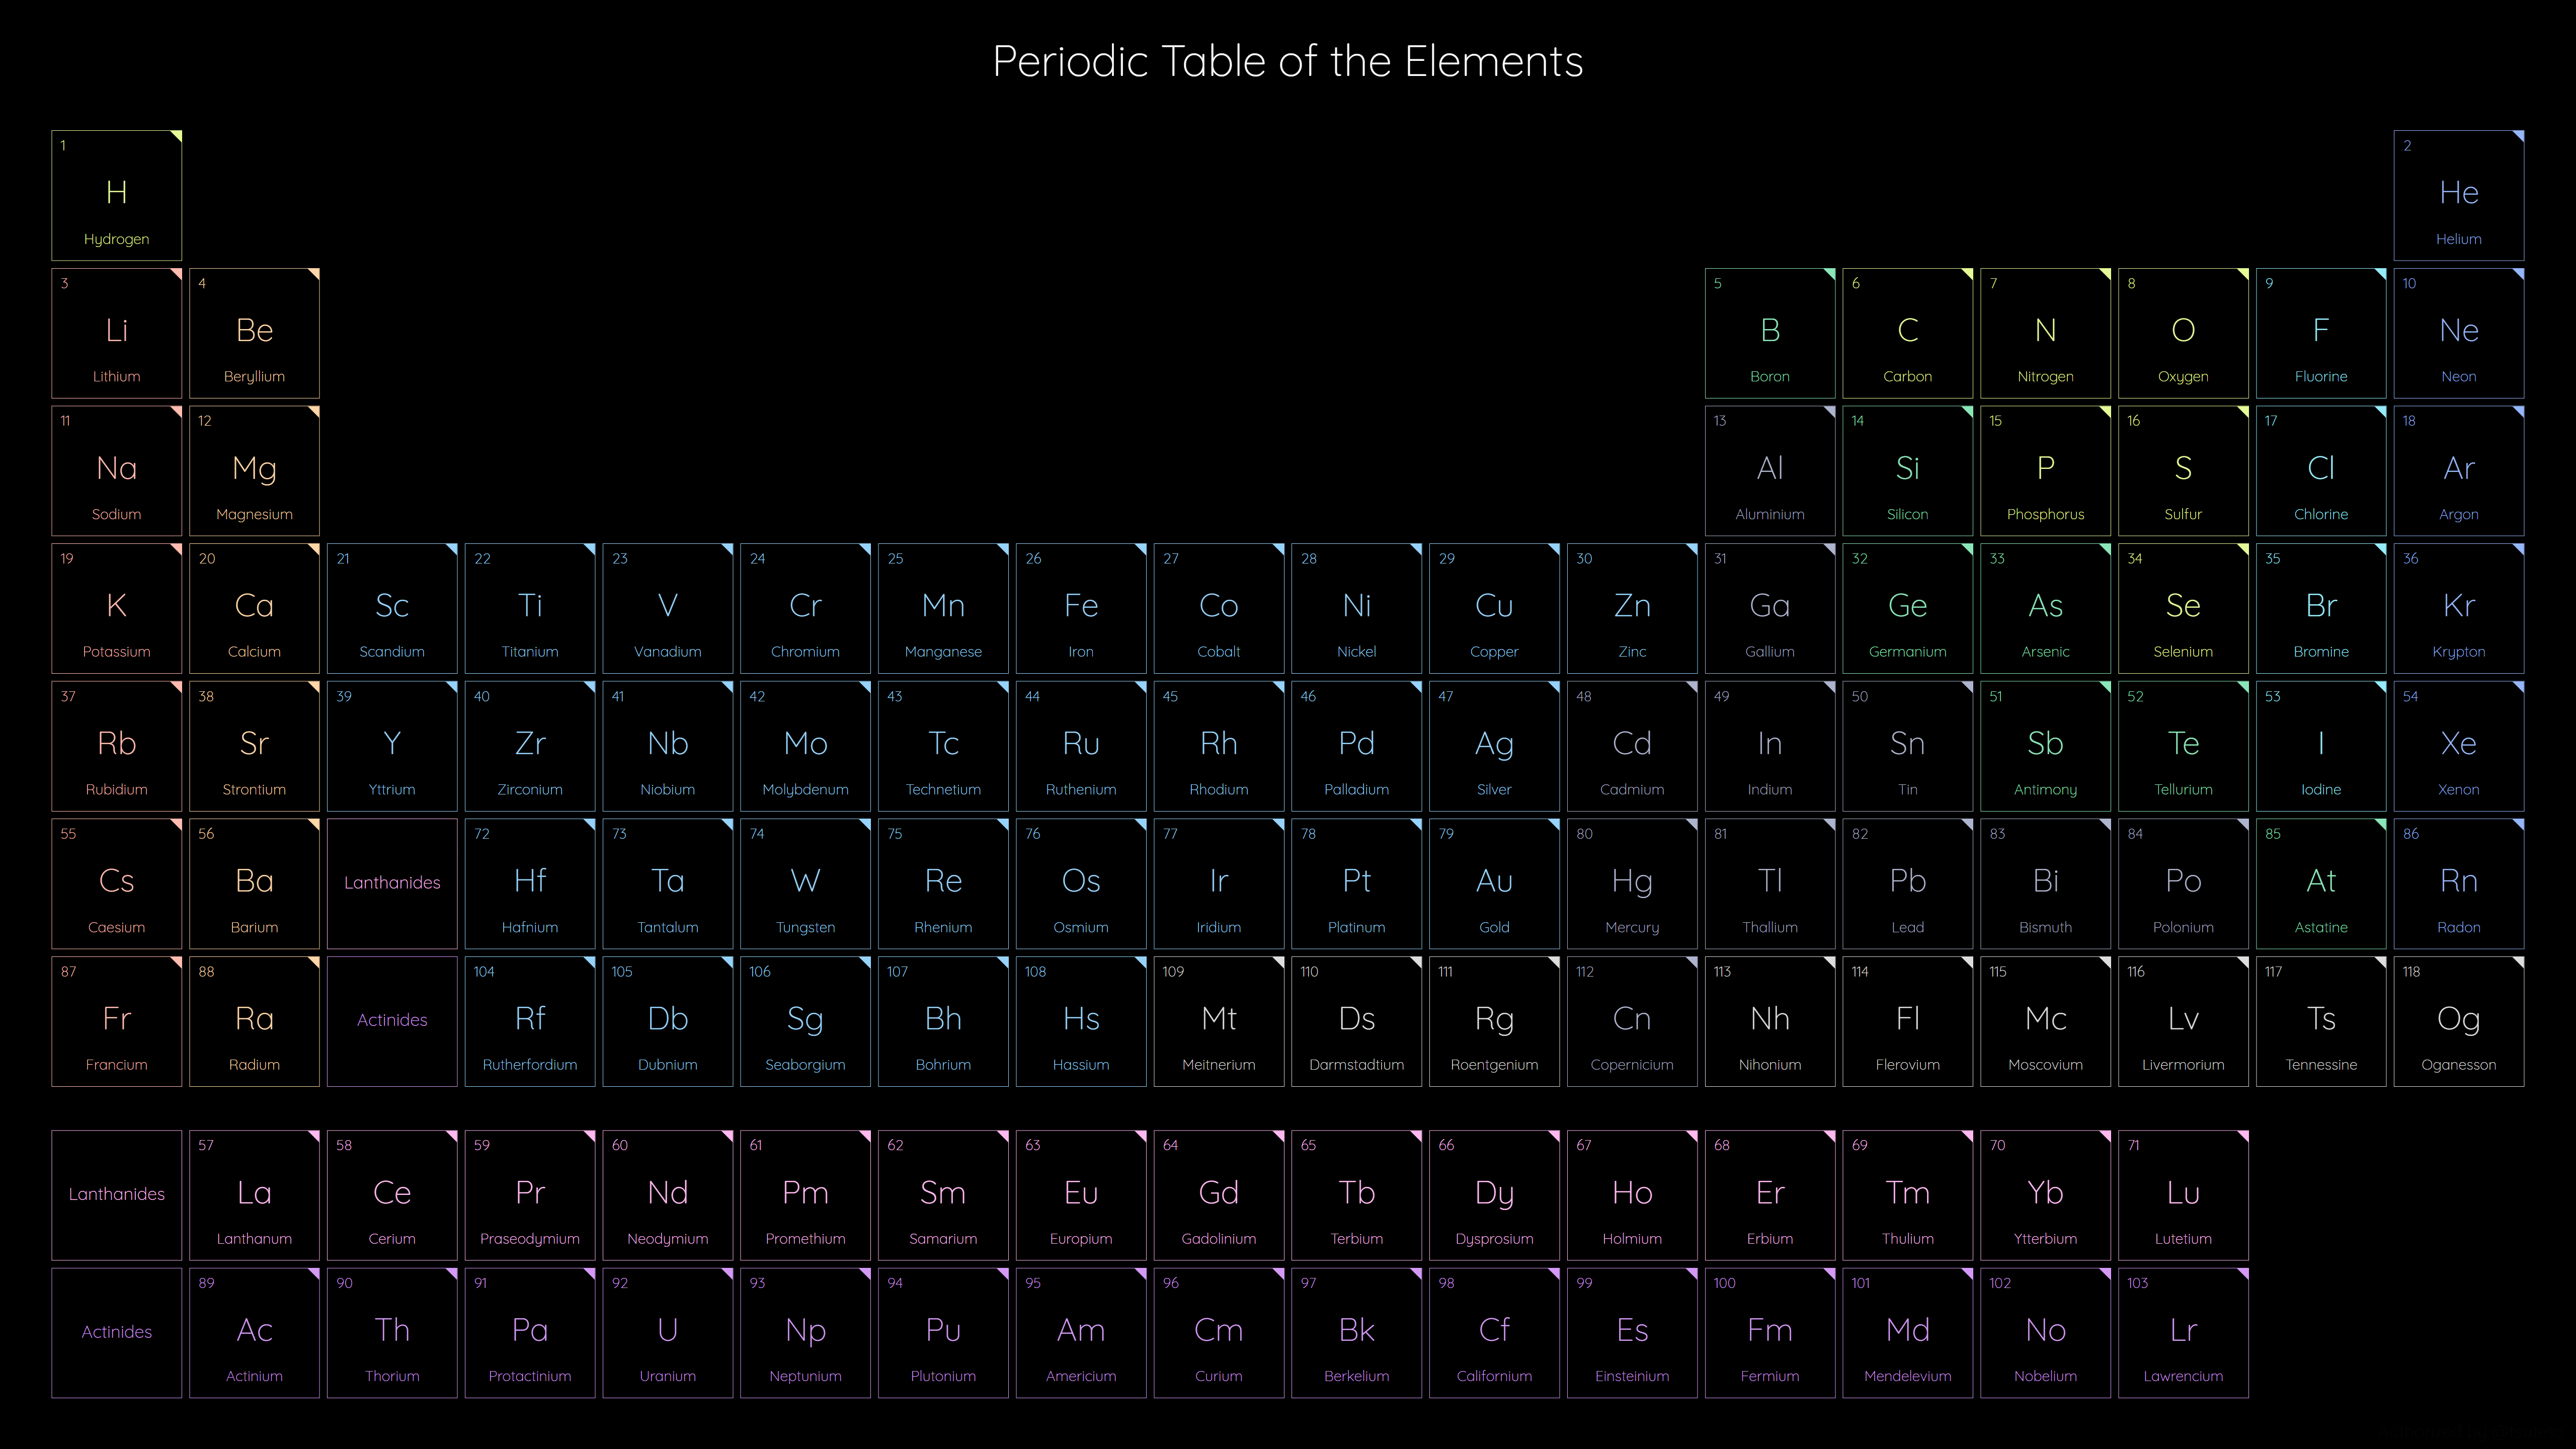 Periodic Table of the Elements
1
H
Hydrogen
2
He
Helium
3
Li
Lithium
4
Be
Beryllium
5
B
Boron
6
C
Carbon
7
N
Nitrogen
8
O
Oxygen
9
F
Fluorine
10
Ne
Neon
11
Na
Sodium
12
Mg
Magnesium
13
Al
Aluminium
14
Si
Silicon
15
P
Phosphorus
16
S
Sulfur
17
Cl
Chlorine
18
Ar
Argon
19
K
Potassium
20
Ca
Calcium
21
Sc
Scandium
22
Ti
Titanium
23
V
Vanadium
24
Cr
Chromium
25
Mn
Manganese
26
Fe
Iron
27
Co
Cobalt
28
Ni
Nickel
29
Cu
Copper
30
Zn
Zinc
31
Ga
Gallium
32
Ge
Germanium
33
As
Arsenic
34
Se
Selenium
35
Br
Bromine
36
Kr
Krypton
37
Rb
Rubidium
38
Sr
Strontium
39
Y
Yttrium
40
Zr
Zirconium
41
Nb
Niobium
42
Mo
Molybdenum
43
Tc
Technetium
44
Ru
Ruthenium
45
Rh
Rhodium
46
Pd
Palladium
47
Ag
Silver
48
Cd
Cadmium
49
In
Indium
50
Sn
Tin
51
Sb
Antimony
52
Te
Tellurium
53
I
Iodine
54
Xe
Xenon
55
Cs
Caesium
56
Ba
Barium
Lanthanides
72
Hf
Hafnium
73
Ta
Tantalum
74
W
Tungsten
75
Re
Rhenium
76
Os
Osmium
77
Ir
Iridium
78
Pt
Platinum
79
Au
Gold
80
Hg
Mercury
81
Tl
Thallium
82
Pb
Lead
83
Bi
Bismuth
84
Po
Polonium
85
At
Astatine
86
Rn
Radon
87
Fr
Francium
88
Ra
Radium
Actinides
104
Rf
Rutherfordium
105
Db
Dubnium
106
Sg
Seaborgium
107
Bh
Bohrium
108
Hs
Hassium
109
Mt
Meitnerium
110
Ds
Darmstadtium
111
Rg
Roentgenium
112
Cn
Copernicium
113
Nh
Nihonium
114
Fl
Flerovium
115
Mc
Moscovium
116
Lv
Livermorium
117
Ts
Tennessine
118
Og
Oganesson
Lanthanides
57
La
Lanthanum
58
Ce
Cerium
59
Pr
Praseodymium
60
Nd
Neodymium
61
Pm
Promethium
62
Sm
Samarium
63
Eu
Europium
64
Gd
Gadolinium
65
Tb
Terbium
66
Dy
Dysprosium
67
Ho
Holmium
68
Er
Erbium
69
Tm
Thulium
70
Yb
Ytterbium
71
Lu
Lutetium
Actinides
89
Ac
Actinium
90
Th
Thorium
91
Pa
Protactinium
92
U
Uranium
93
Np
Neptunium
94
Pu
Plutonium
95
Am
Americium
96
Cm
Curium
97
Bk
Berkelium
98
Cf
Californium
99
Es
Einsteinium
100
Fm
Fermium
101
Md
Mendelevium
102
No
Nobelium
103
Lr
Lawrencium